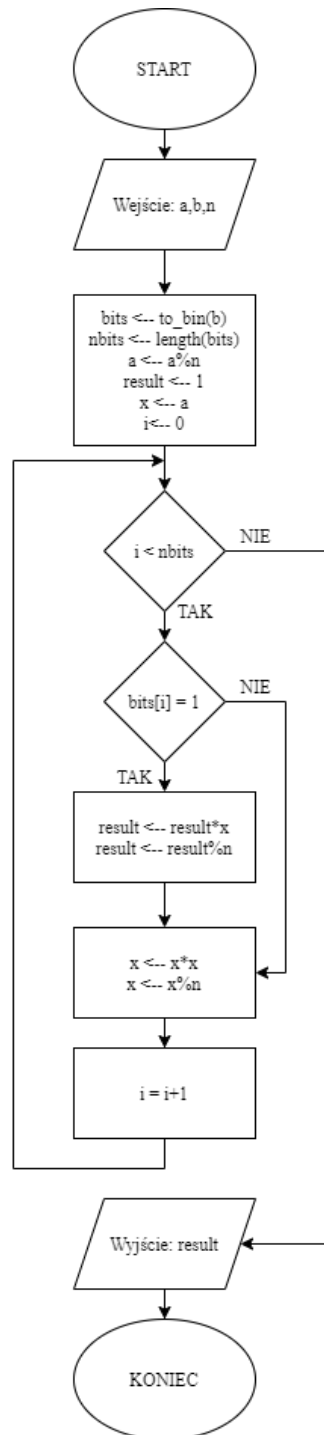 START
Wejście: a,b,n
bits <-- to_bin(b)
nbits <-- length(bits)
a <-- a%n
result <-- 1
x <-- a
i<-- 0
i < nbits
NIE
TAK
bits[i] = 1
NIE
TAK
result <-- result*x
result <-- result%n
x <-- x*x
x <-- x%n
i = i+1
Wyjście: result
KONIEC